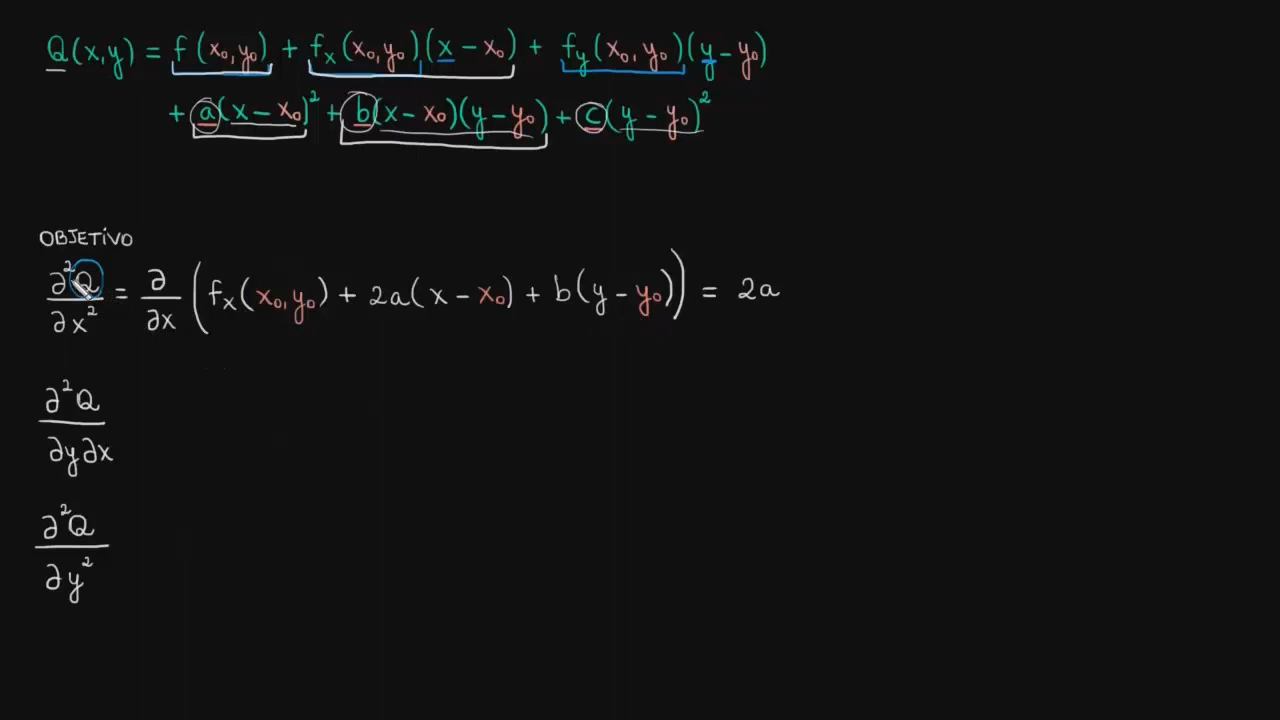 Q(x,y) = f(x₀,y₀) + fₓ(x₀,y₀)(x − x₀) + f_y(x₀,y₀)(y − y₀)
+ a(x − x₀)² + b(x − x₀)(y − y₀) + c(y − y₀)²
OBJETIVO
∂²Q/∂x² = ∂/∂x (fₓ(x₀,y₀) + 2a(x − x₀) + b(y − y₀)) = 2a
∂²Q/∂y∂x
∂²Q/∂y²